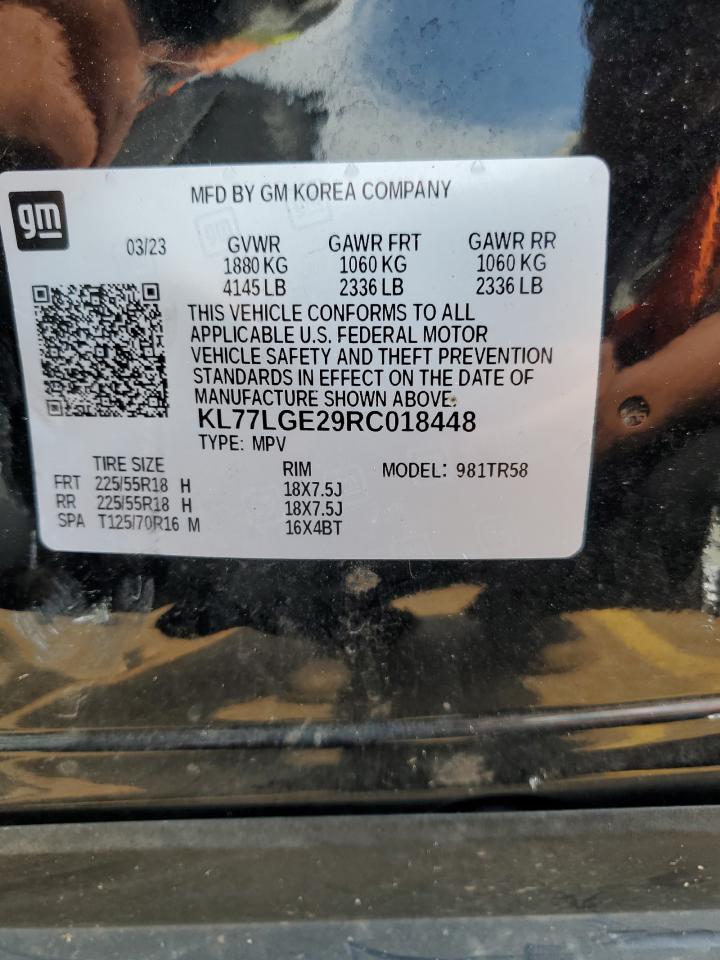 gm
MFD BY GM KOREA COMPANY
03/23 GVWR GAWR FRT GAWR RR
1880 KG 1060 KG 1060 KG
4145 LB 2336 LB 2336 LB
THIS VEHICLE CONFORMS TO ALL
APPLICABLE U.S. FEDERAL MOTOR
VEHICLE SAFETY AND THEFT PREVENTION
STANDARDS IN EFFECT ON THE DATE OF
MANUFACTURE SHOWN ABOVE.
KL77LGE29RC018448
TYPE: MPV
TIRE SIZE RIM MODEL: 981TR58
FRT 225/55R18 H 18X7.5J
RR 225/55R18 H 18X7.5J
SPA T125/70R16 M 16X4BT